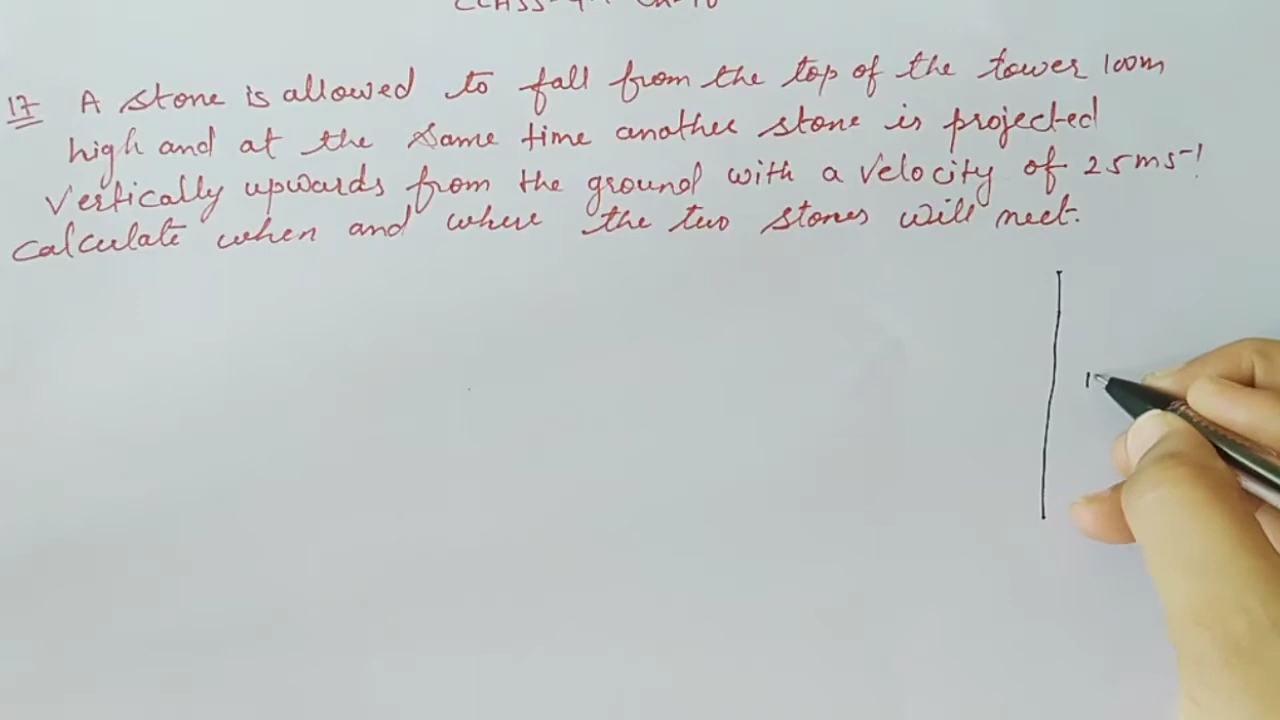 17 A stone is allowed to fall from the top of the tower 100m
high and at the same time another stone is projected
vertically upwards from the ground with a velocity of 25ms⁻¹
calculate when and where the two stones will meet.
1